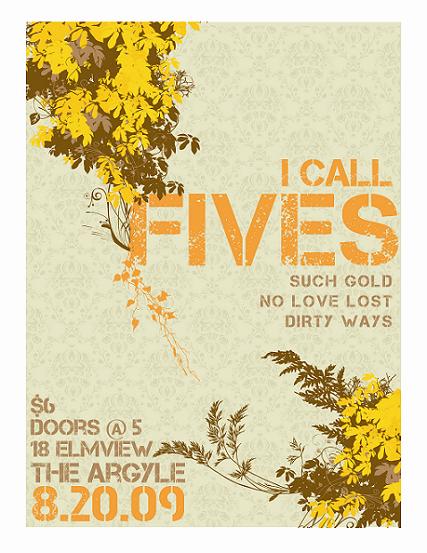 I CALL
FIVES
SUCH GOLD
NO LOVE LOST
DIRTY WAYS
$6
DOORS @ 5
18 ELMVIEW
THE ARGYLE
8.20.09